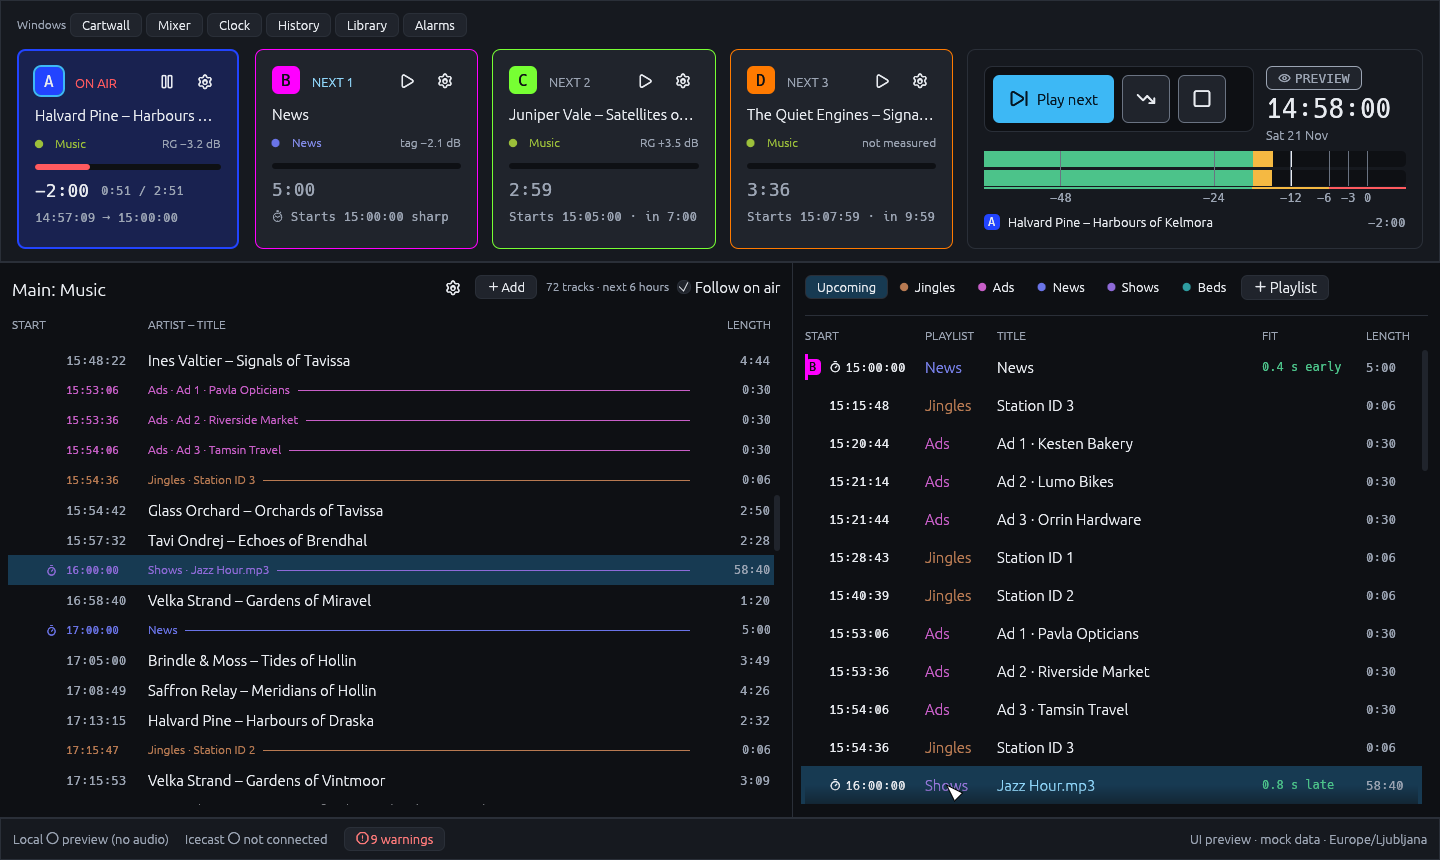 Windows Cartwall Mixer Clock History Library Alarms
A ON AIR
Halvard Pine – Harbours ...
Music RG −3.2 dB
−2:00 0:51 / 2:51
14:57:09 → 15:00:00
B NEXT 1
News
News tag −2.1 dB
5:00
Starts 15:00:00 sharp
C NEXT 2
Juniper Vale – Satellites o...
Music RG +3.5 dB
2:59
Starts 15:05:00 · in 7:00
D NEXT 3
The Quiet Engines – Signa...
Music not measured
3:36
Starts 15:07:59 · in 9:59
Play next
PREVIEW
14:58:00
Sat 21 Nov
−48 −24 −12 −6 −3 0
A Halvard Pine – Harbours of Kelmora −2:00
Main: Music + Add 72 tracks · next 6 hours Follow on air
START ARTIST – TITLE LENGTH
15:48:22 Ines Valtier – Signals of Tavissa 4:44
15:53:06 Ads · Ad 1 · Pavla Opticians 0:30
15:53:36 Ads · Ad 2 · Riverside Market 0:30
15:54:06 Ads · Ad 3 · Tamsin Travel 0:30
15:54:36 Jingles · Station ID 3 0:06
15:54:42 Glass Orchard – Orchards of Tavissa 2:50
15:57:32 Tavi Ondrej – Echoes of Brendhal 2:28
16:00:00 Shows · Jazz Hour.mp3 58:40
16:58:40 Velka Strand – Gardens of Miravel 1:20
17:00:00 News 5:00
17:05:00 Brindle & Moss – Tides of Hollin 3:49
17:08:49 Saffron Relay – Meridians of Hollin 4:26
17:13:15 Halvard Pine – Harbours of Draska 2:32
17:15:47 Jingles · Station ID 2 0:06
17:15:53 Velka Strand – Gardens of Vintmoor 3:09
Upcoming Jingles Ads News Shows Beds + Playlist
START PLAYLIST TITLE FIT LENGTH
B 15:00:00 News News 0.4 s early 5:00
15:15:48 Jingles Station ID 3 0:06
15:20:44 Ads Ad 1 · Kesten Bakery 0:30
15:21:14 Ads Ad 2 · Lumo Bikes 0:30
15:21:44 Ads Ad 3 · Orrin Hardware 0:30
15:28:43 Jingles Station ID 1 0:06
15:40:39 Jingles Station ID 2 0:06
15:53:06 Ads Ad 1 · Pavla Opticians 0:30
15:53:36 Ads Ad 2 · Riverside Market 0:30
15:54:06 Ads Ad 3 · Tamsin Travel 0:30
15:54:36 Jingles Station ID 3 0:06
16:00:00 Shows Jazz Hour.mp3 0.8 s late 58:40
Local preview (no audio) Icecast not connected 9 warnings UI preview · mock data · Europe/Ljubljana